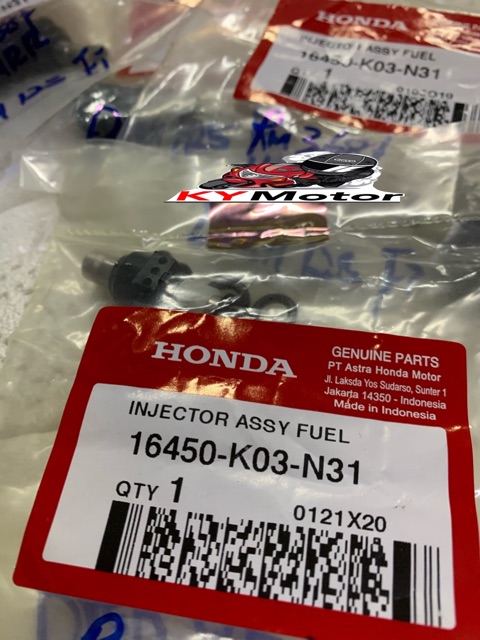 HONDA
INJECTOR ASSY FUEL
16450-K03-N31
1
HONDA
KYMotor
HONDA
GENUINE PARTS
PT Astra Honda Motor
Jl. Laksda Yos Sudarso, Sunter 1
Jakarta 14350 - Indonesia
Made in Indonesia
INJECTOR ASSY FUEL
16450-K03-N31
QTY 1
0121X20